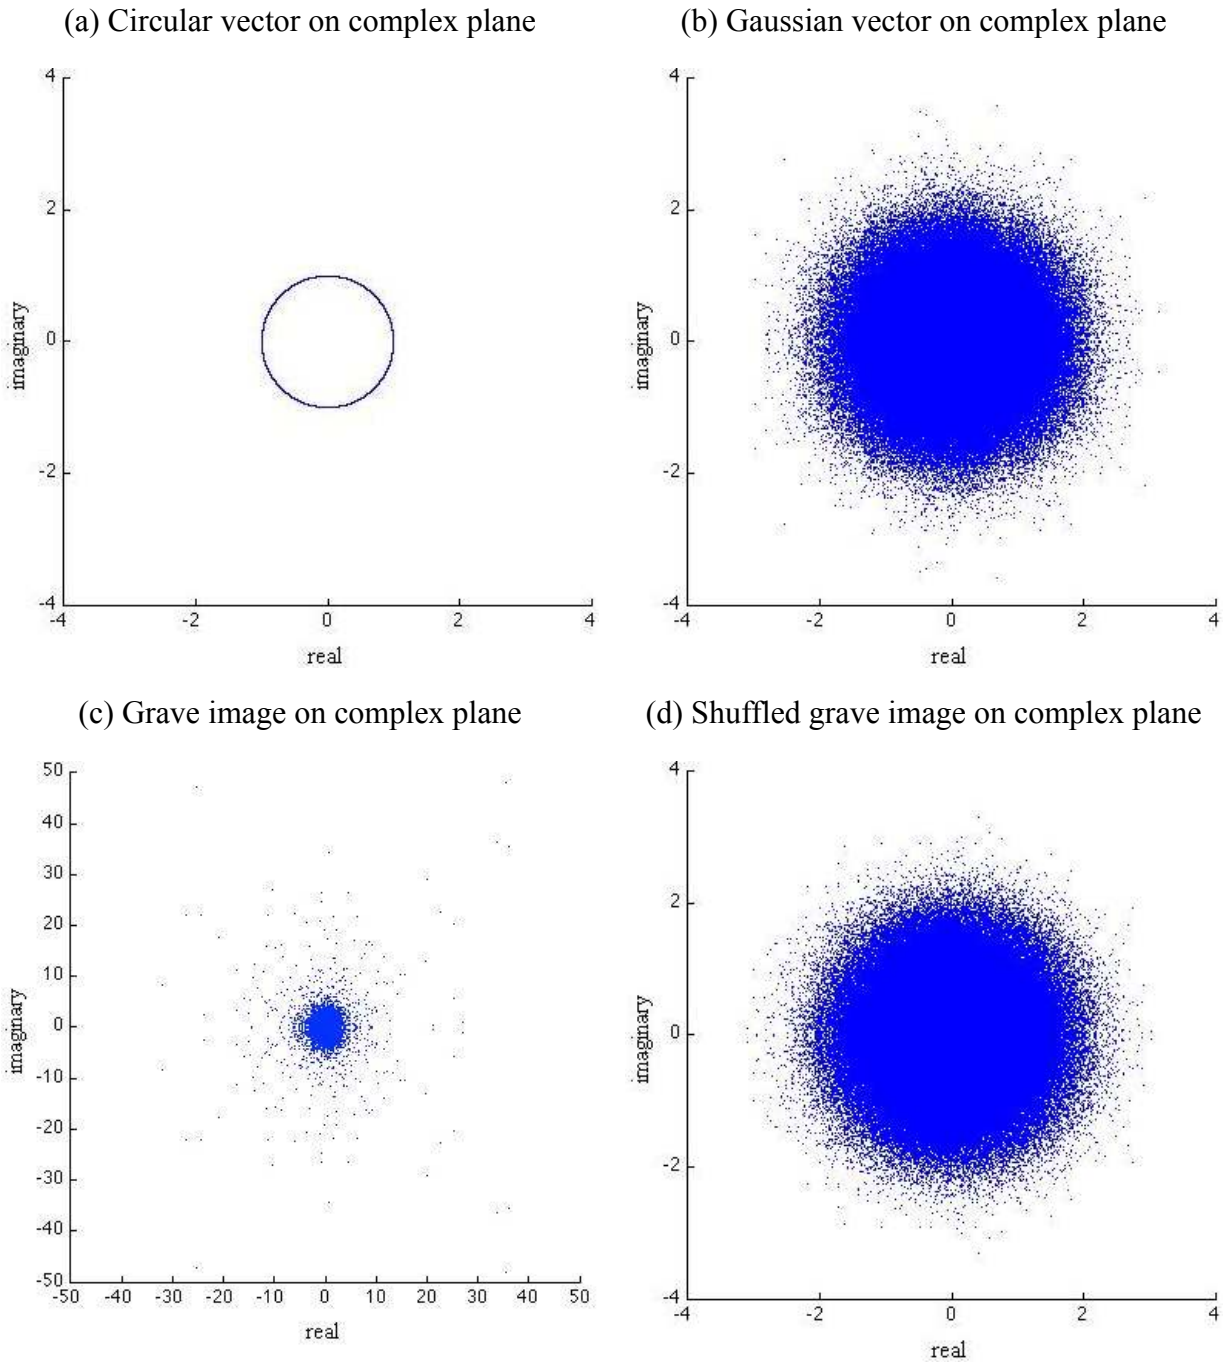 (a) Circular vector on complex plane
4
2
0
-2
-4
-4 -2 0 2 4
imaginary
real
(b) Gaussian vector on complex plane
4
2
0
-2
-4
-4 -2 0 2 4
imaginary
real
(c) Grave image on complex plane
50
40
30
20
10
0
-10
-20
-30
-40
-50
-50 -40 -30 -20 -10 0 10 20 30 40 50
imaginary
real
(d) Shuffled grave image on complex plane
4
2
0
-2
-4
-4 -2 0 2 4
imaginary
real